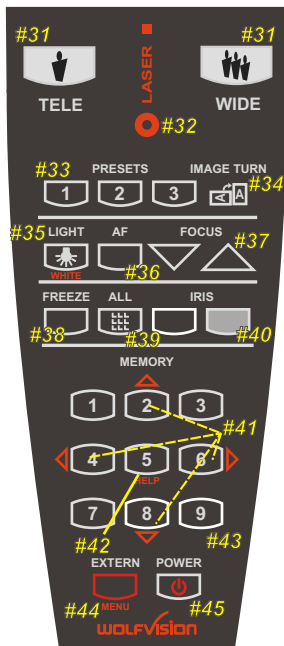 #31 #31
LASER
TELE WIDE
#32
#33 PRESETS IMAGE TURN
1 2 3 A A #34
#35 LIGHT AF FOCUS #37
WHITE #36
FREEZE ALL IRIS
#38 #39 #40
MEMORY
1 2 3
#41
4 5 6
HELP
7 8 9
#42 #43
EXTERN POWER
#44 MENU #45
WOLFVISION